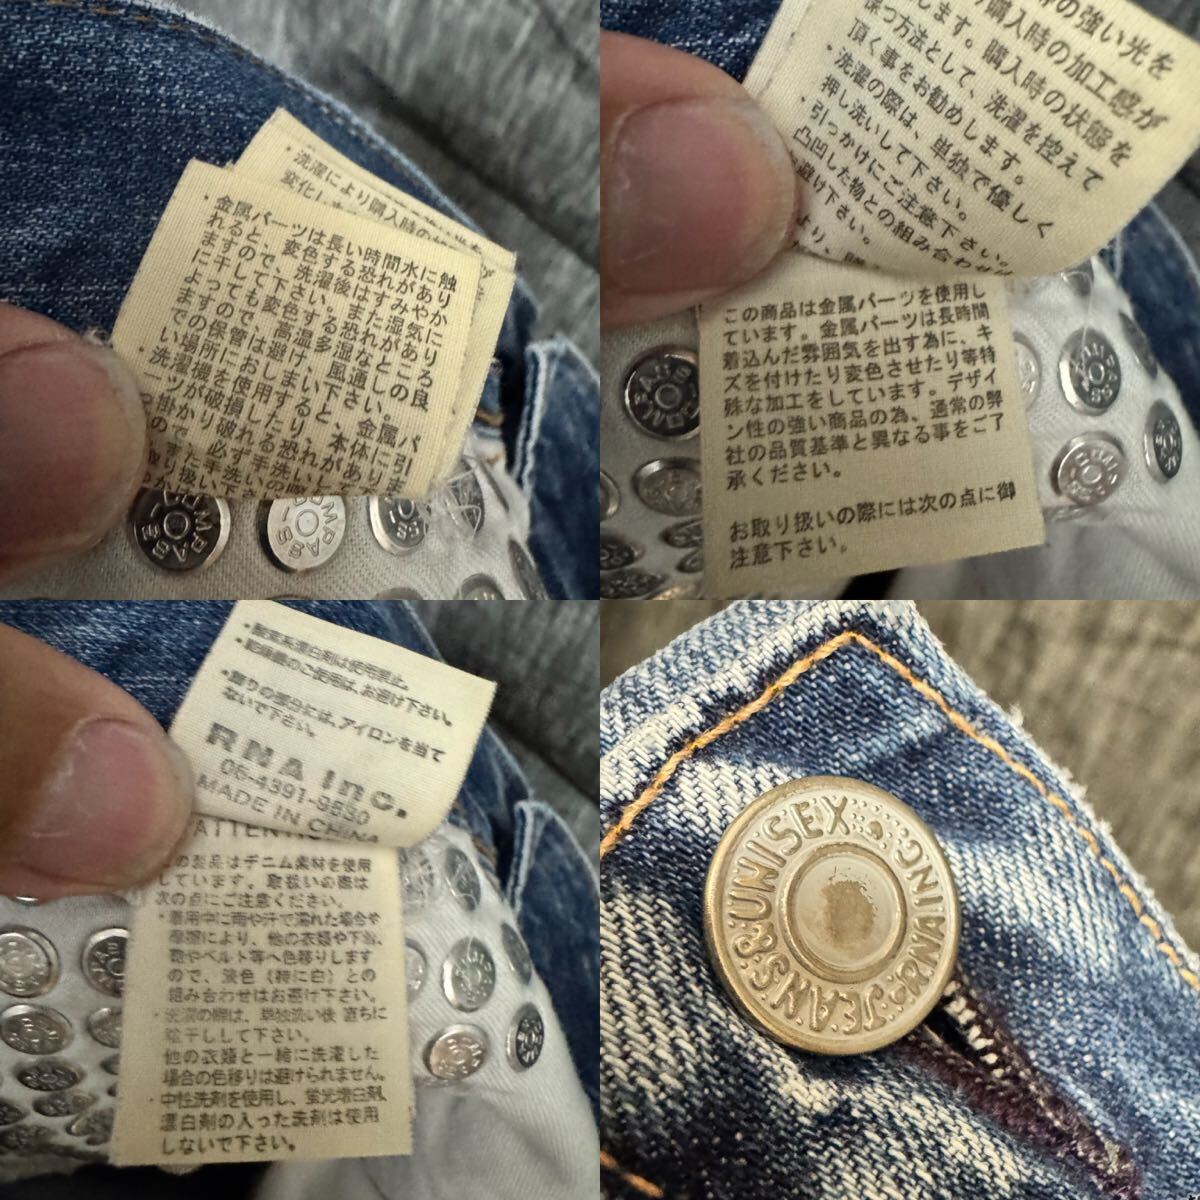 ・洗濯により購入時の加
変化しま
・金属パーツは長い時間水に触
れると、変色する恐れがあり
ますので、洗濯後はすみやか
に干して下さい。また湿気に
よっても変色する恐れがあり
ますので、高温多湿などころ
での保管は避け、風通しの良
い場所におしまい下さい。
・洗濯機を使用すると、金属パ
ーツが破損したり、本体に引
っ掛かり破れる恐れがありま
の強い光を
購入時の加工感が
します。購入時の状態を
保つ方法として、洗濯を控えて
頂く事をお勧めします。
・洗濯の際は、単独で優しく
押し洗いして下さい。
・引っかけにご注意下さい。
凸凹した物との組み合わせ
避け下さい。
この商品は金属パーツを使用し
ています。金属パーツは長時間
着込んだ雰囲気を出す為に、キ
ズを付けたり変色させたり等特
殊な加工をしています。デザイ
ン性の強い商品の為、通常の弊
社の品質基準と異なる事をご了
承ください。
お取り扱いの際には次の点に御
注意下さい。
・酸素系漂白剤は使用禁止。
・乾燥機のご使用は、お避け下さい。
・飾りの部分には、アイロンを当て
ないで下さい。
RNA Inc.
06-4391-9550
MADE IN CHINA
この製品はデニム素材を使用
しています。取扱いの際は
次の点にご注意ください。
・着用中に雨や汗で濡れた場合や
摩擦により、他の衣類や下着、
靴やベルト等へ色移りします
ので、淡色(特に白)との
組み合わせはお避け下さい。
・洗濯の際は、単独洗い後 直ちに
陰干しして下さい。
他の衣類と一緒に洗濯した
場合の色移りは避けられません。
・中性洗剤を使用し、蛍光増白剤、
漂白剤の入った洗剤は使用
しないで下さい。
UNISEX
RNAING
JEANS &